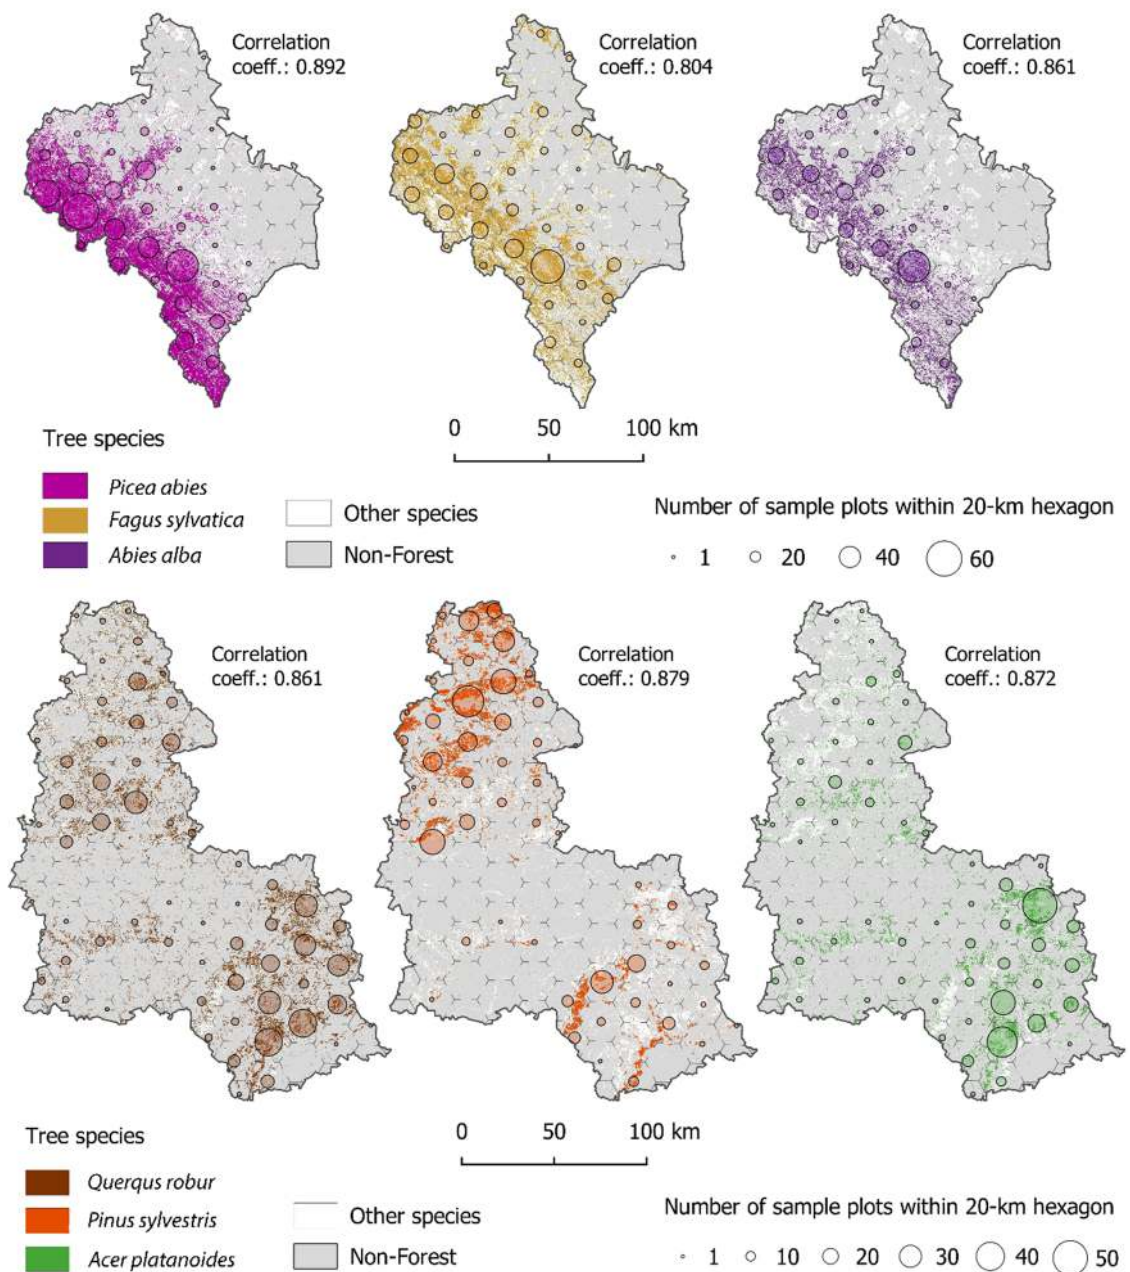 Correlation
coeff.: 0.892
Correlation
coeff.: 0.804
Correlation
coeff.: 0.861
Tree species
0 50 100 km
Picea abies
Fagus sylvatica
Abies alba
Other species
Non-Forest
Number of sample plots within 20-km hexagon
1 20 40 60
Correlation
coeff.: 0.861
Correlation
coeff.: 0.879
Correlation
coeff.: 0.872
Tree species
0 50 100 km
Querqus robur
Pinus sylvestris
Acer platanoides
Other species
Non-Forest
Number of sample plots within 20-km hexagon
1 10 20 30 40 50